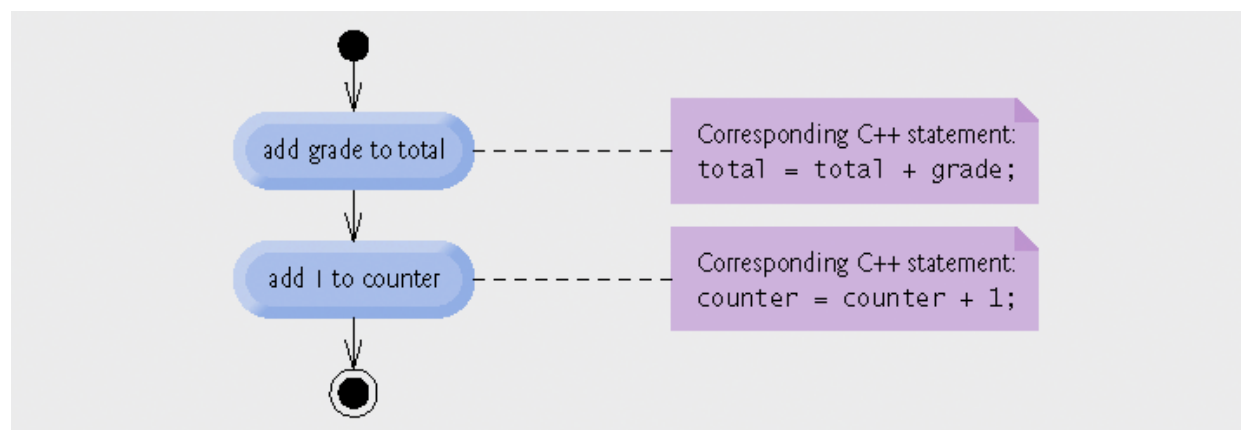 add grade to total
Corresponding C++ statement:
total = total + grade;
add 1 to counter
Corresponding C++ statement:
counter = counter + 1;